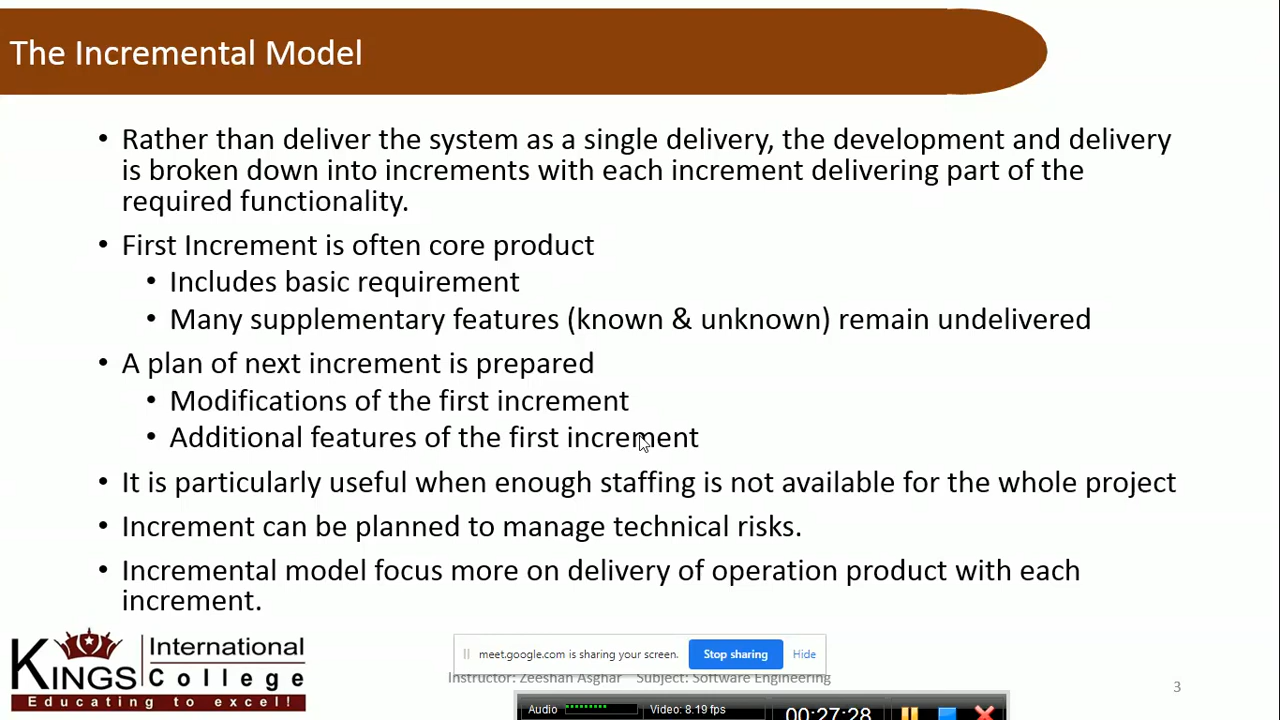 The Incremental Model
• Rather than deliver the system as a single delivery, the development and delivery
is broken down into increments with each increment delivering part of the
required functionality.
• First Increment is often core product
• Includes basic requirement
• Many supplementary features (known & unknown) remain undelivered
• A plan of next increment is prepared
• Modifications of the first increment
• Additional features of the first increment
• It is particularly useful when enough staffing is not available for the whole project
• Increment can be planned to manage technical risks.
• Incremental model focus more on delivery of operation product with each
increment.
KINGS International College
Educating to excel!
meet.google.com is sharing your screen. Stop sharing Hide
Instructor: Zeeshan Asghar Subject: Software Engineering
3
Audio Video: 8.19 fps 00:27:28